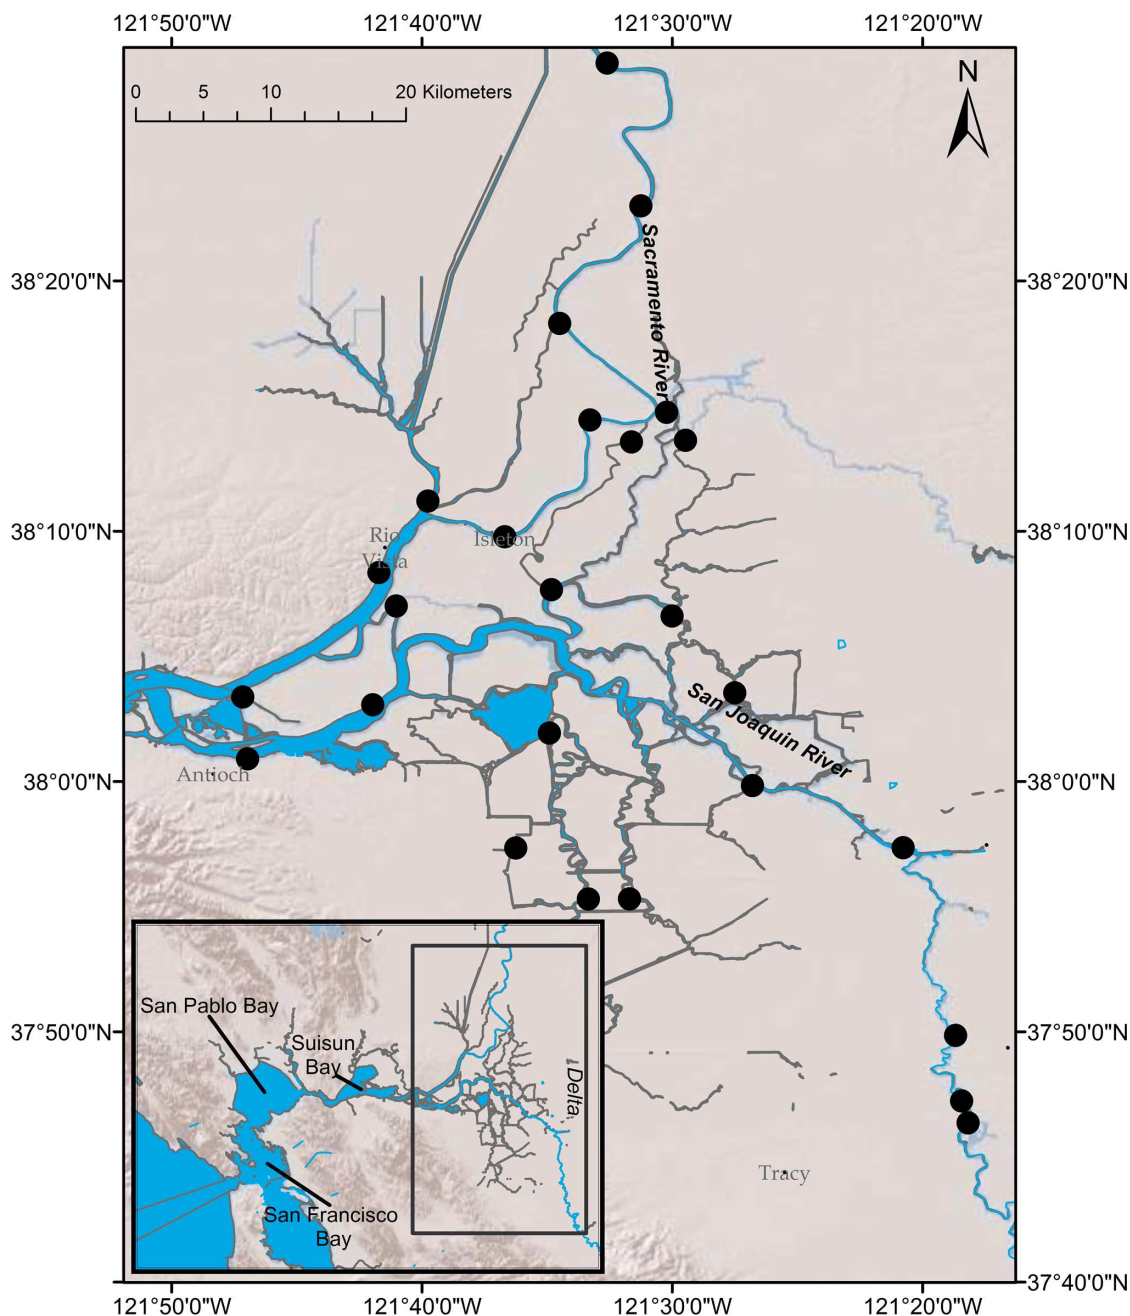 121°50'0"W 121°40'0"W 121°30'0"W 121°20'0"W
0 5 10 20 Kilometers
N
Sacramento River
38°20'0"N 38°20'0"N
38°10'0"N 38°10'0"N
Rio
Vista
Isleton
San Joaquin River
Antioch
38°0'0"N 38°0'0"N
San Pablo Bay
Suisun
Bay
Delta
37°50'0"N 37°50'0"N
Tracy
San Francisco
Bay
37°40'0"N
121°50'0"W 121°40'0"W 121°30'0"W 121°20'0"W